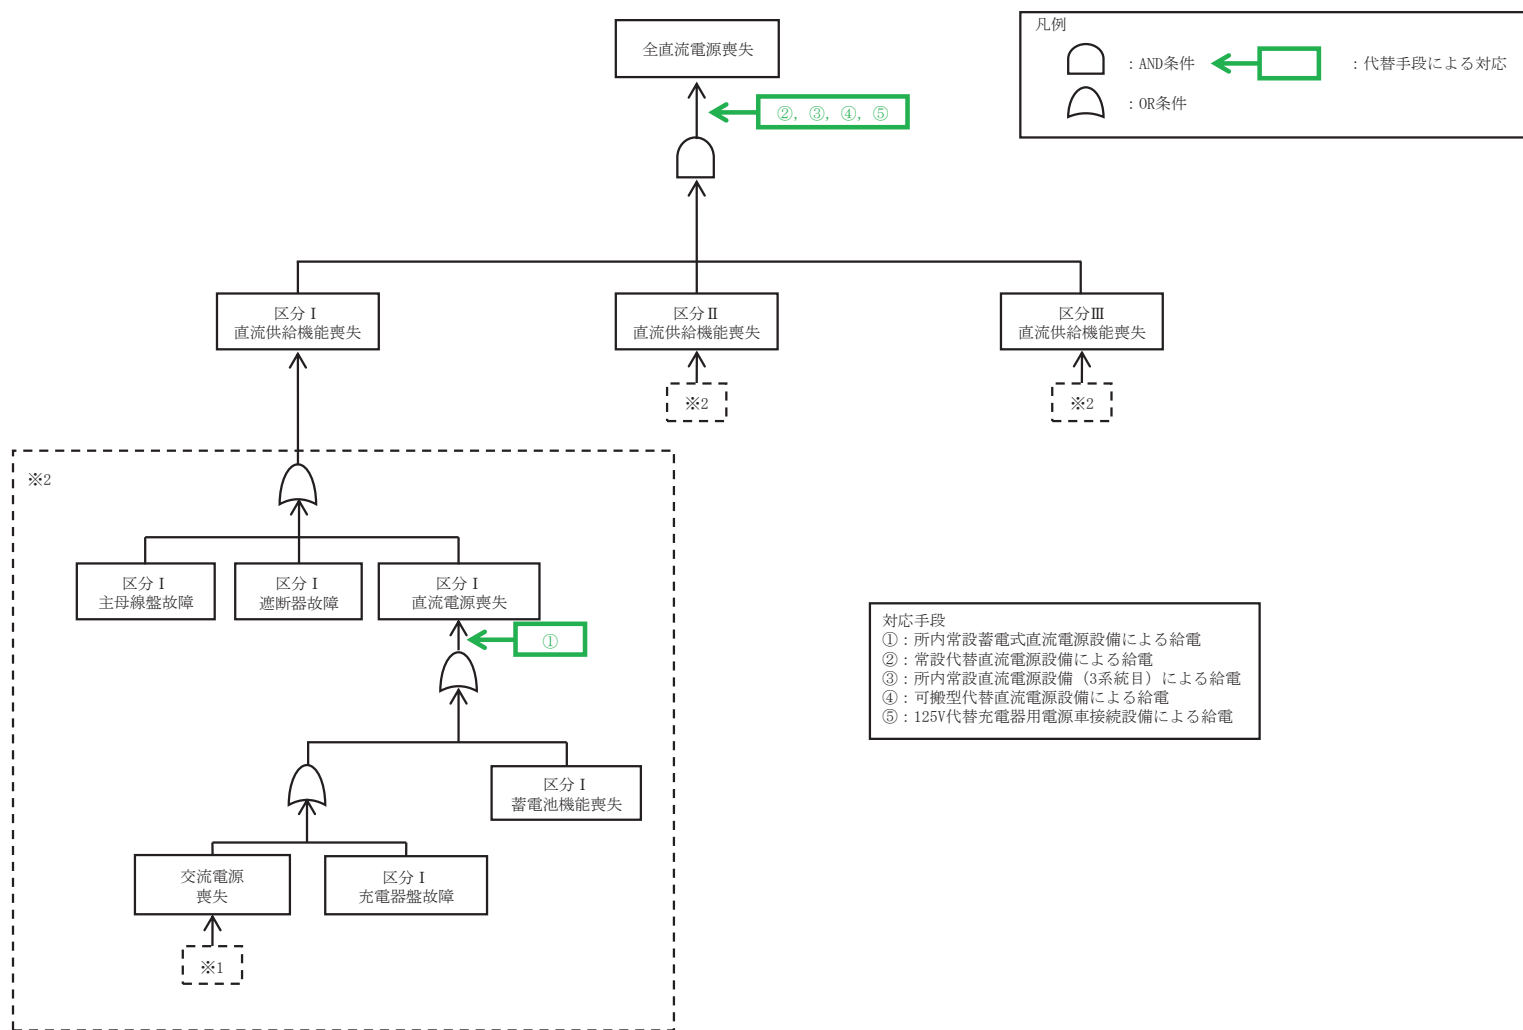 全直流電源喪失
②，③，④，⑤
凡例
：AND条件
：代替手段による対応
：OR条件
区分Ⅰ
直流供給機能喪失
区分Ⅱ
直流供給機能喪失
区分Ⅲ
直流供給機能喪失
※2
※2
※2
区分Ⅰ
主母線盤故障
区分Ⅰ
遮断器故障
区分Ⅰ
直流電源喪失
①
区分Ⅰ
蓄電池機能喪失
交流電源
喪失
区分Ⅰ
充電器盤故障
※1
対応手段
①：所内常設蓄電式直流電源設備による給電
②：常設代替直流電源設備による給電
③：所内常設直流電源設備（3系統目）による給電
④：可搬型代替直流電源設備による給電
⑤：125V代替充電器用電源車接続設備による給電